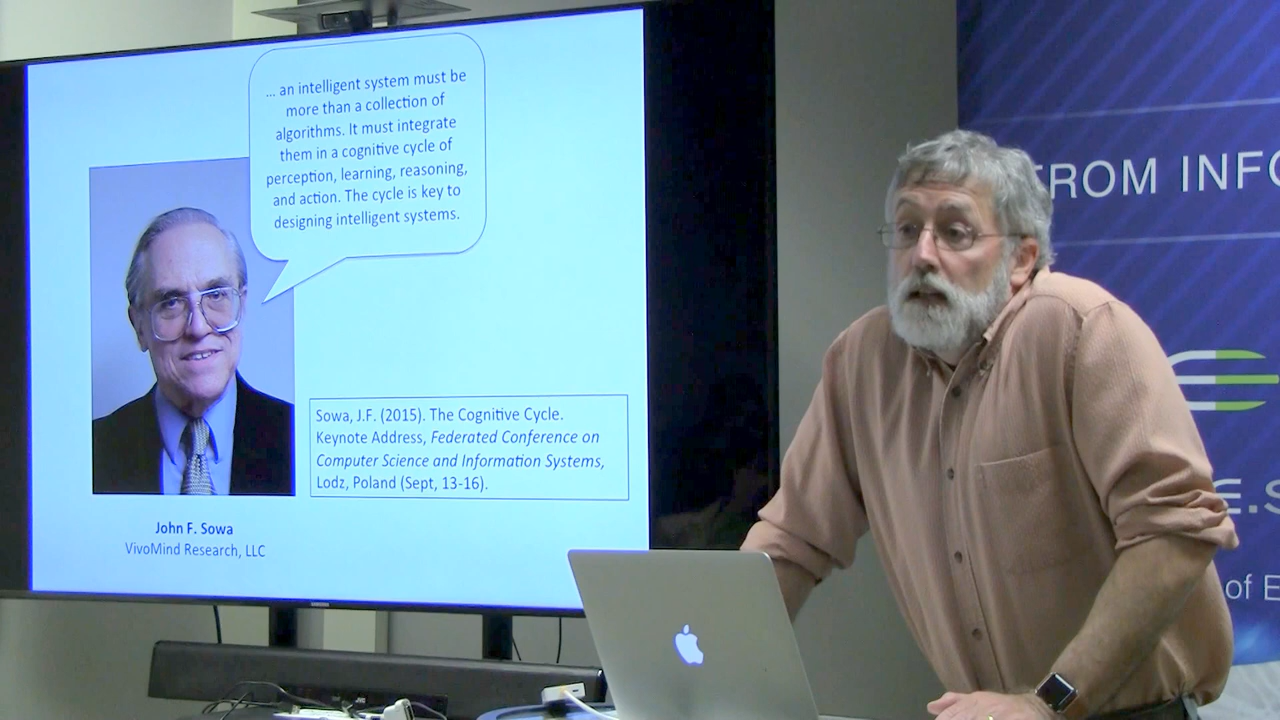 ... an intelligent system must be
more than a collection of
algorithms. It must integrate
them in a cognitive cycle of
perception, learning, reasoning,
and action. The cycle is key to
designing intelligent systems.
Sowa, J.F. (2015). The Cognitive Cycle.
Keynote Address, Federated Conference on
Computer Science and Information Systems,
Lodz, Poland (Sept, 13-16).
John F. Sowa
VivoMind Research, LLC
FROM INFO
E.S
of E